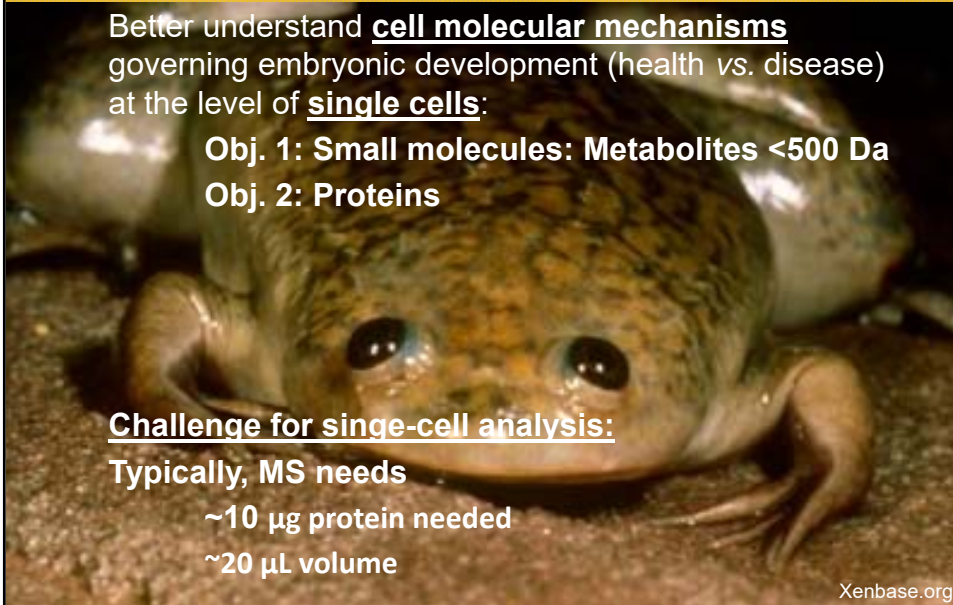 Better understand cell molecular mechanisms
governing embryonic development (health vs. disease)
at the level of single cells:
Obj. 1: Small molecules: Metabolites <500 Da
Obj. 2: Proteins
Challenge for singe-cell analysis:
Typically, MS needs
~10 µg protein needed
~20 µL volume
Xenbase.org